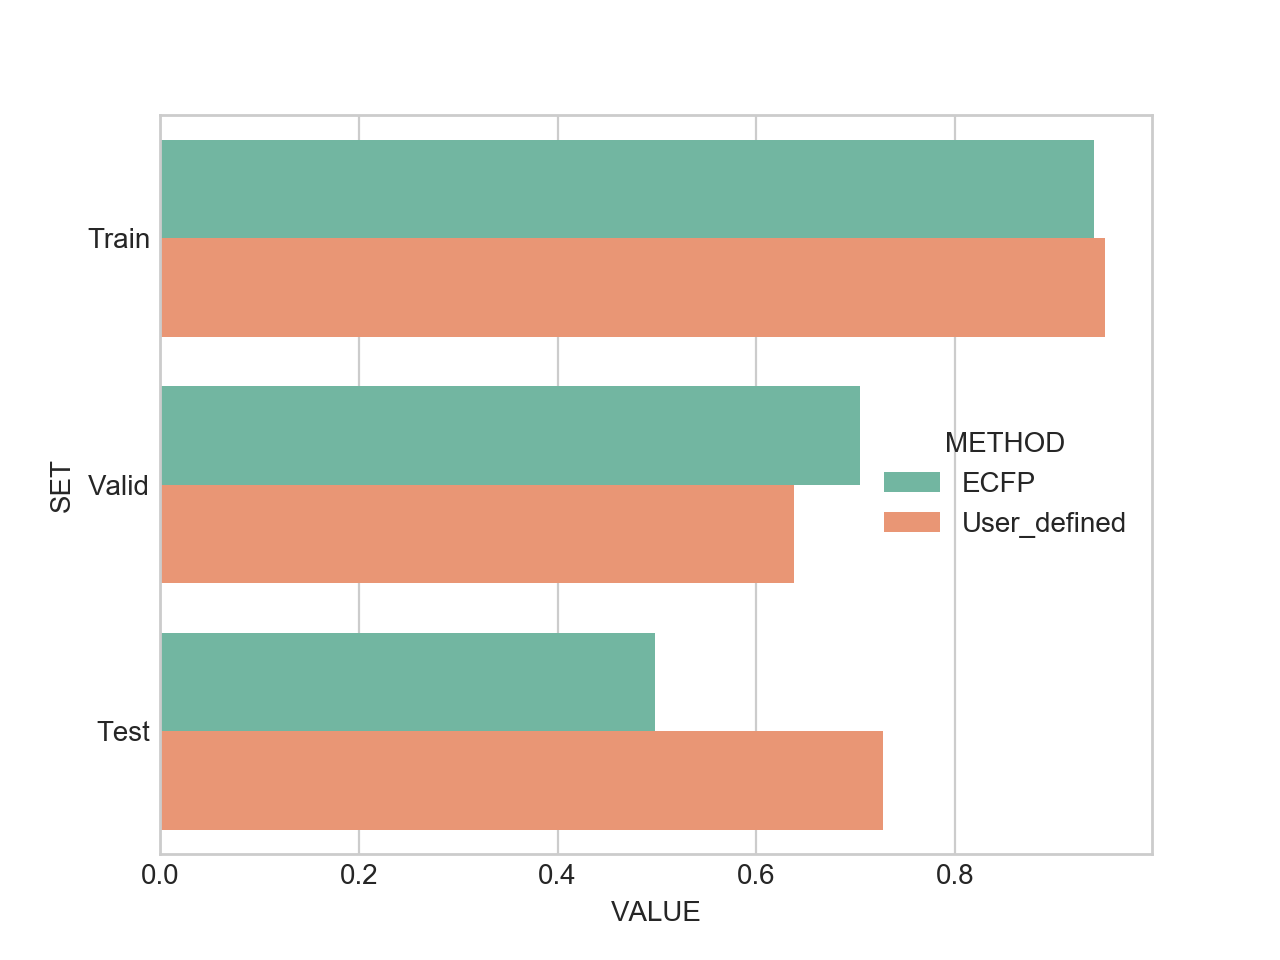 Train
Valid
Test
SET
METHOD
ECFP
User_defined
0.0 0.2 0.4 0.6 0.8
VALUE